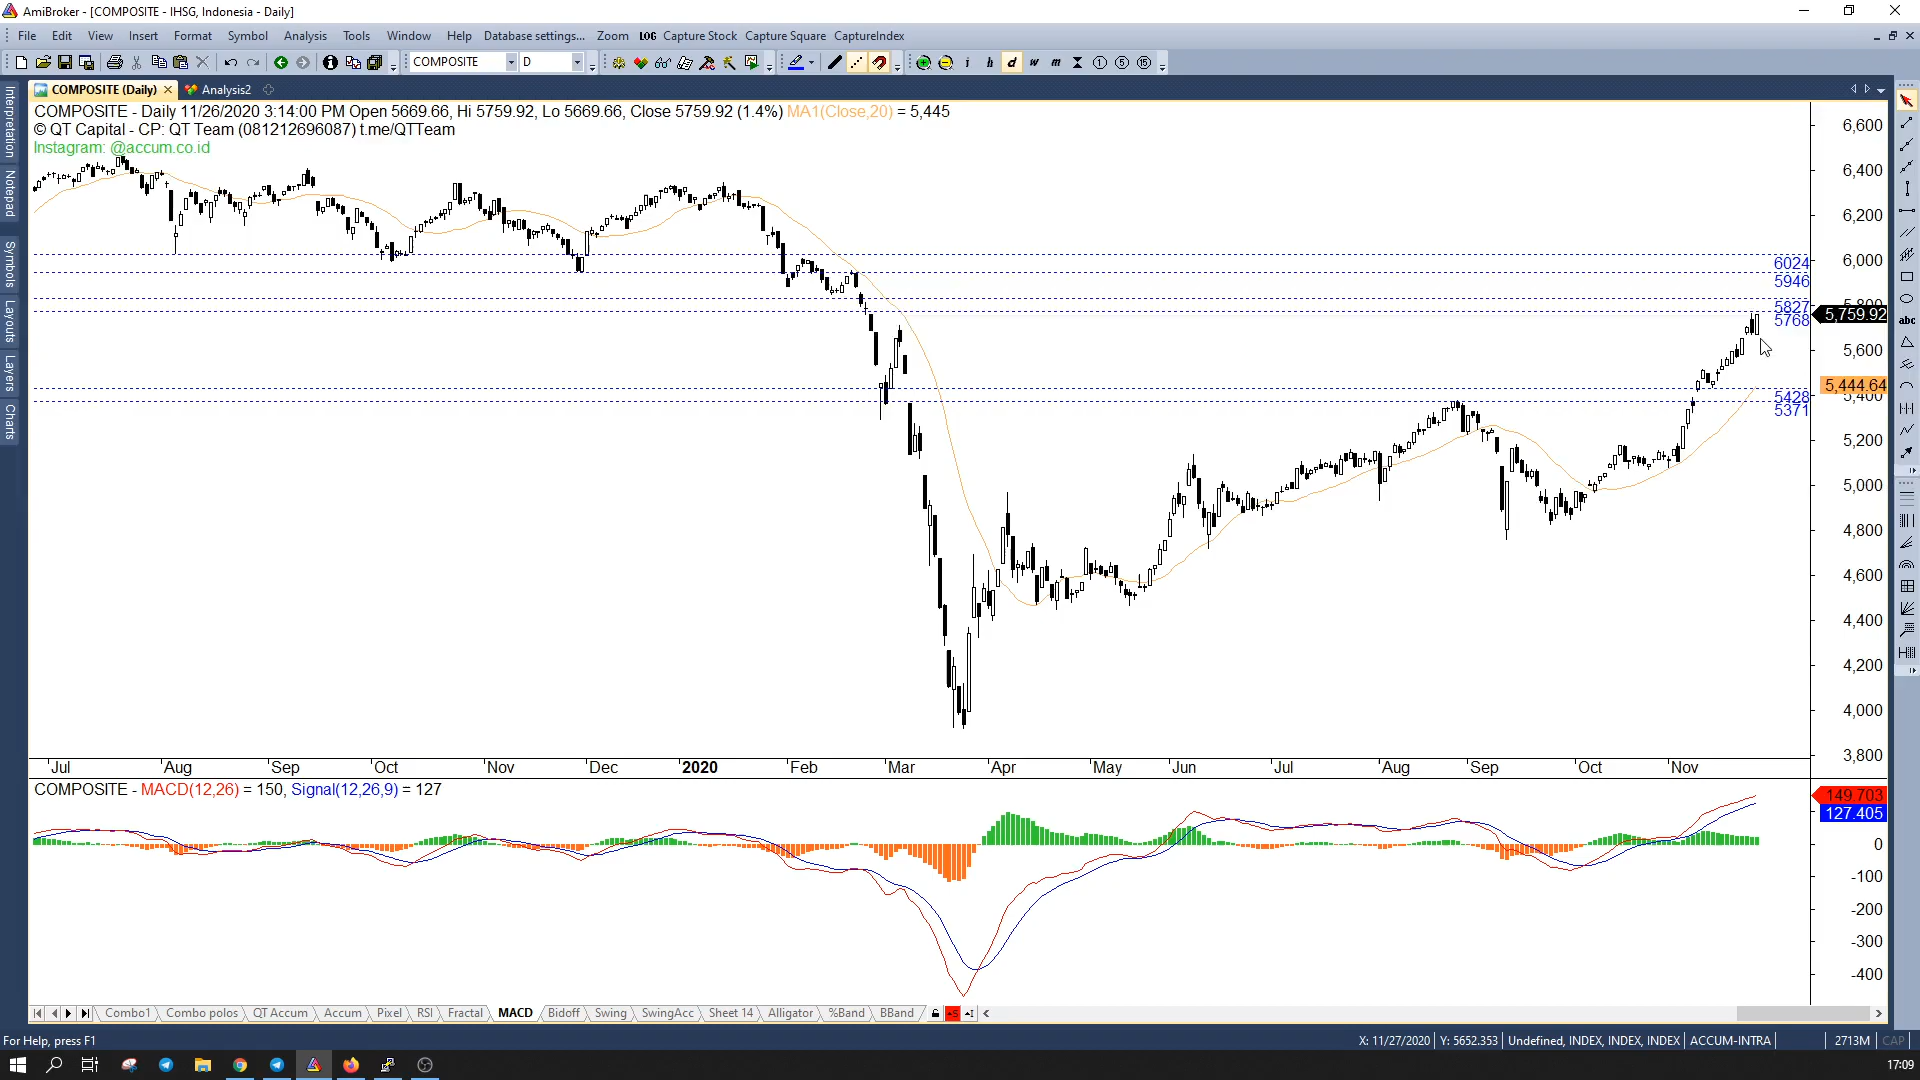 AmiBroker - [COMPOSITE - IHSG, Indonesia - Daily]
File Edit View Insert Format Symbol Analysis Tools Window Help Database settings... Zoom LOG Capture Stock Capture Square CaptureIndex
COMPOSITE D i h d w m 1 5 15
COMPOSITE (Daily) Analysis2
COMPOSITE - Daily 11/26/2020 3:14:00 PM Open 5669.66, Hi 5759.92, Lo 5669.66, Close 5759.92 (1.4%) MA1(Close,20) = 5,445
© QT Capital - CP: QT Team (081212696087) t.me/QTTeam
Instagram: @accum.co.id
Interpretation
Notepad
Symbols
Layouts
Layers
Charts
6,600
6,400
6,200
6,000
5,800
5,600
5,400
5,200
5,000
4,800
4,600
4,400
4,200
4,000
3,800
6024
5946
5827
5768
5,759.92
5,444.64
5428
5371
abc
Jul Aug Sep Oct Nov Dec 2020 Feb Mar Apr May Jun Jul Aug Sep Oct Nov
COMPOSITE - MACD(12,26) = 150, Signal(12,26,9) = 127
149.703
127.405
0
-100
-200
-300
-400
Combo1 Combo polos QT Accum Accum Pixel RSI Fractal MACD Bidoff Swing SwingAcc Sheet 14 Alligator %Band BBand
For Help, press F1 X: 11/27/2020 Y: 5652.353 Undefined, INDEX, INDEX, INDEX ACCUM-INTRA 2713M CAP
17:09